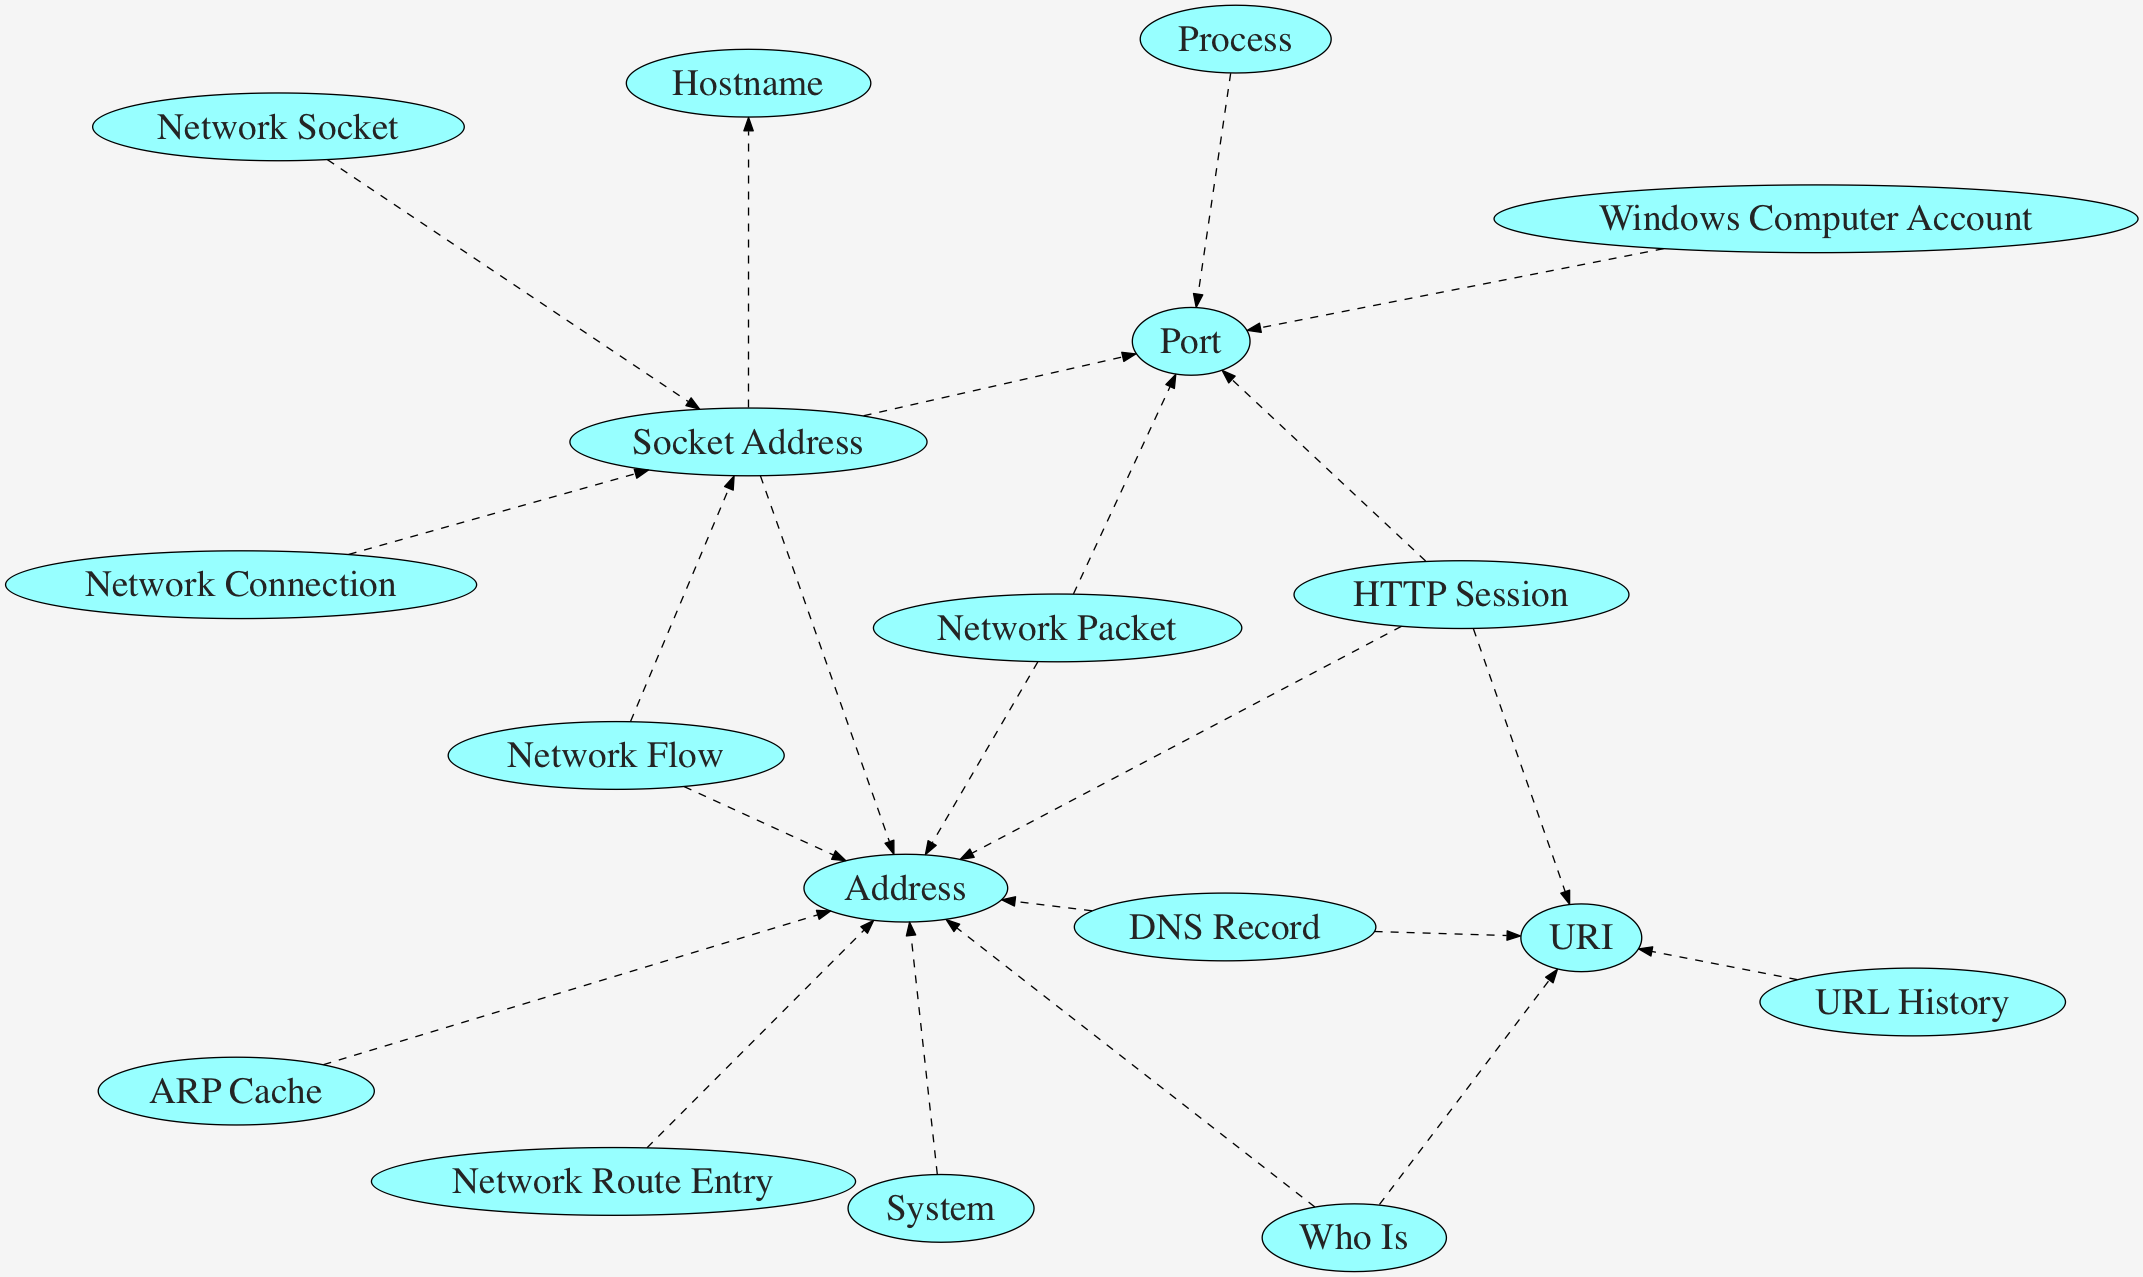 Process
Hostname
Network Socket
Windows Computer Account
Port
Socket Address
Network Connection
HTTP Session
Network Packet
Network Flow
Address
DNS Record
URI
URL History
ARP Cache
Network Route Entry
System
Who Is